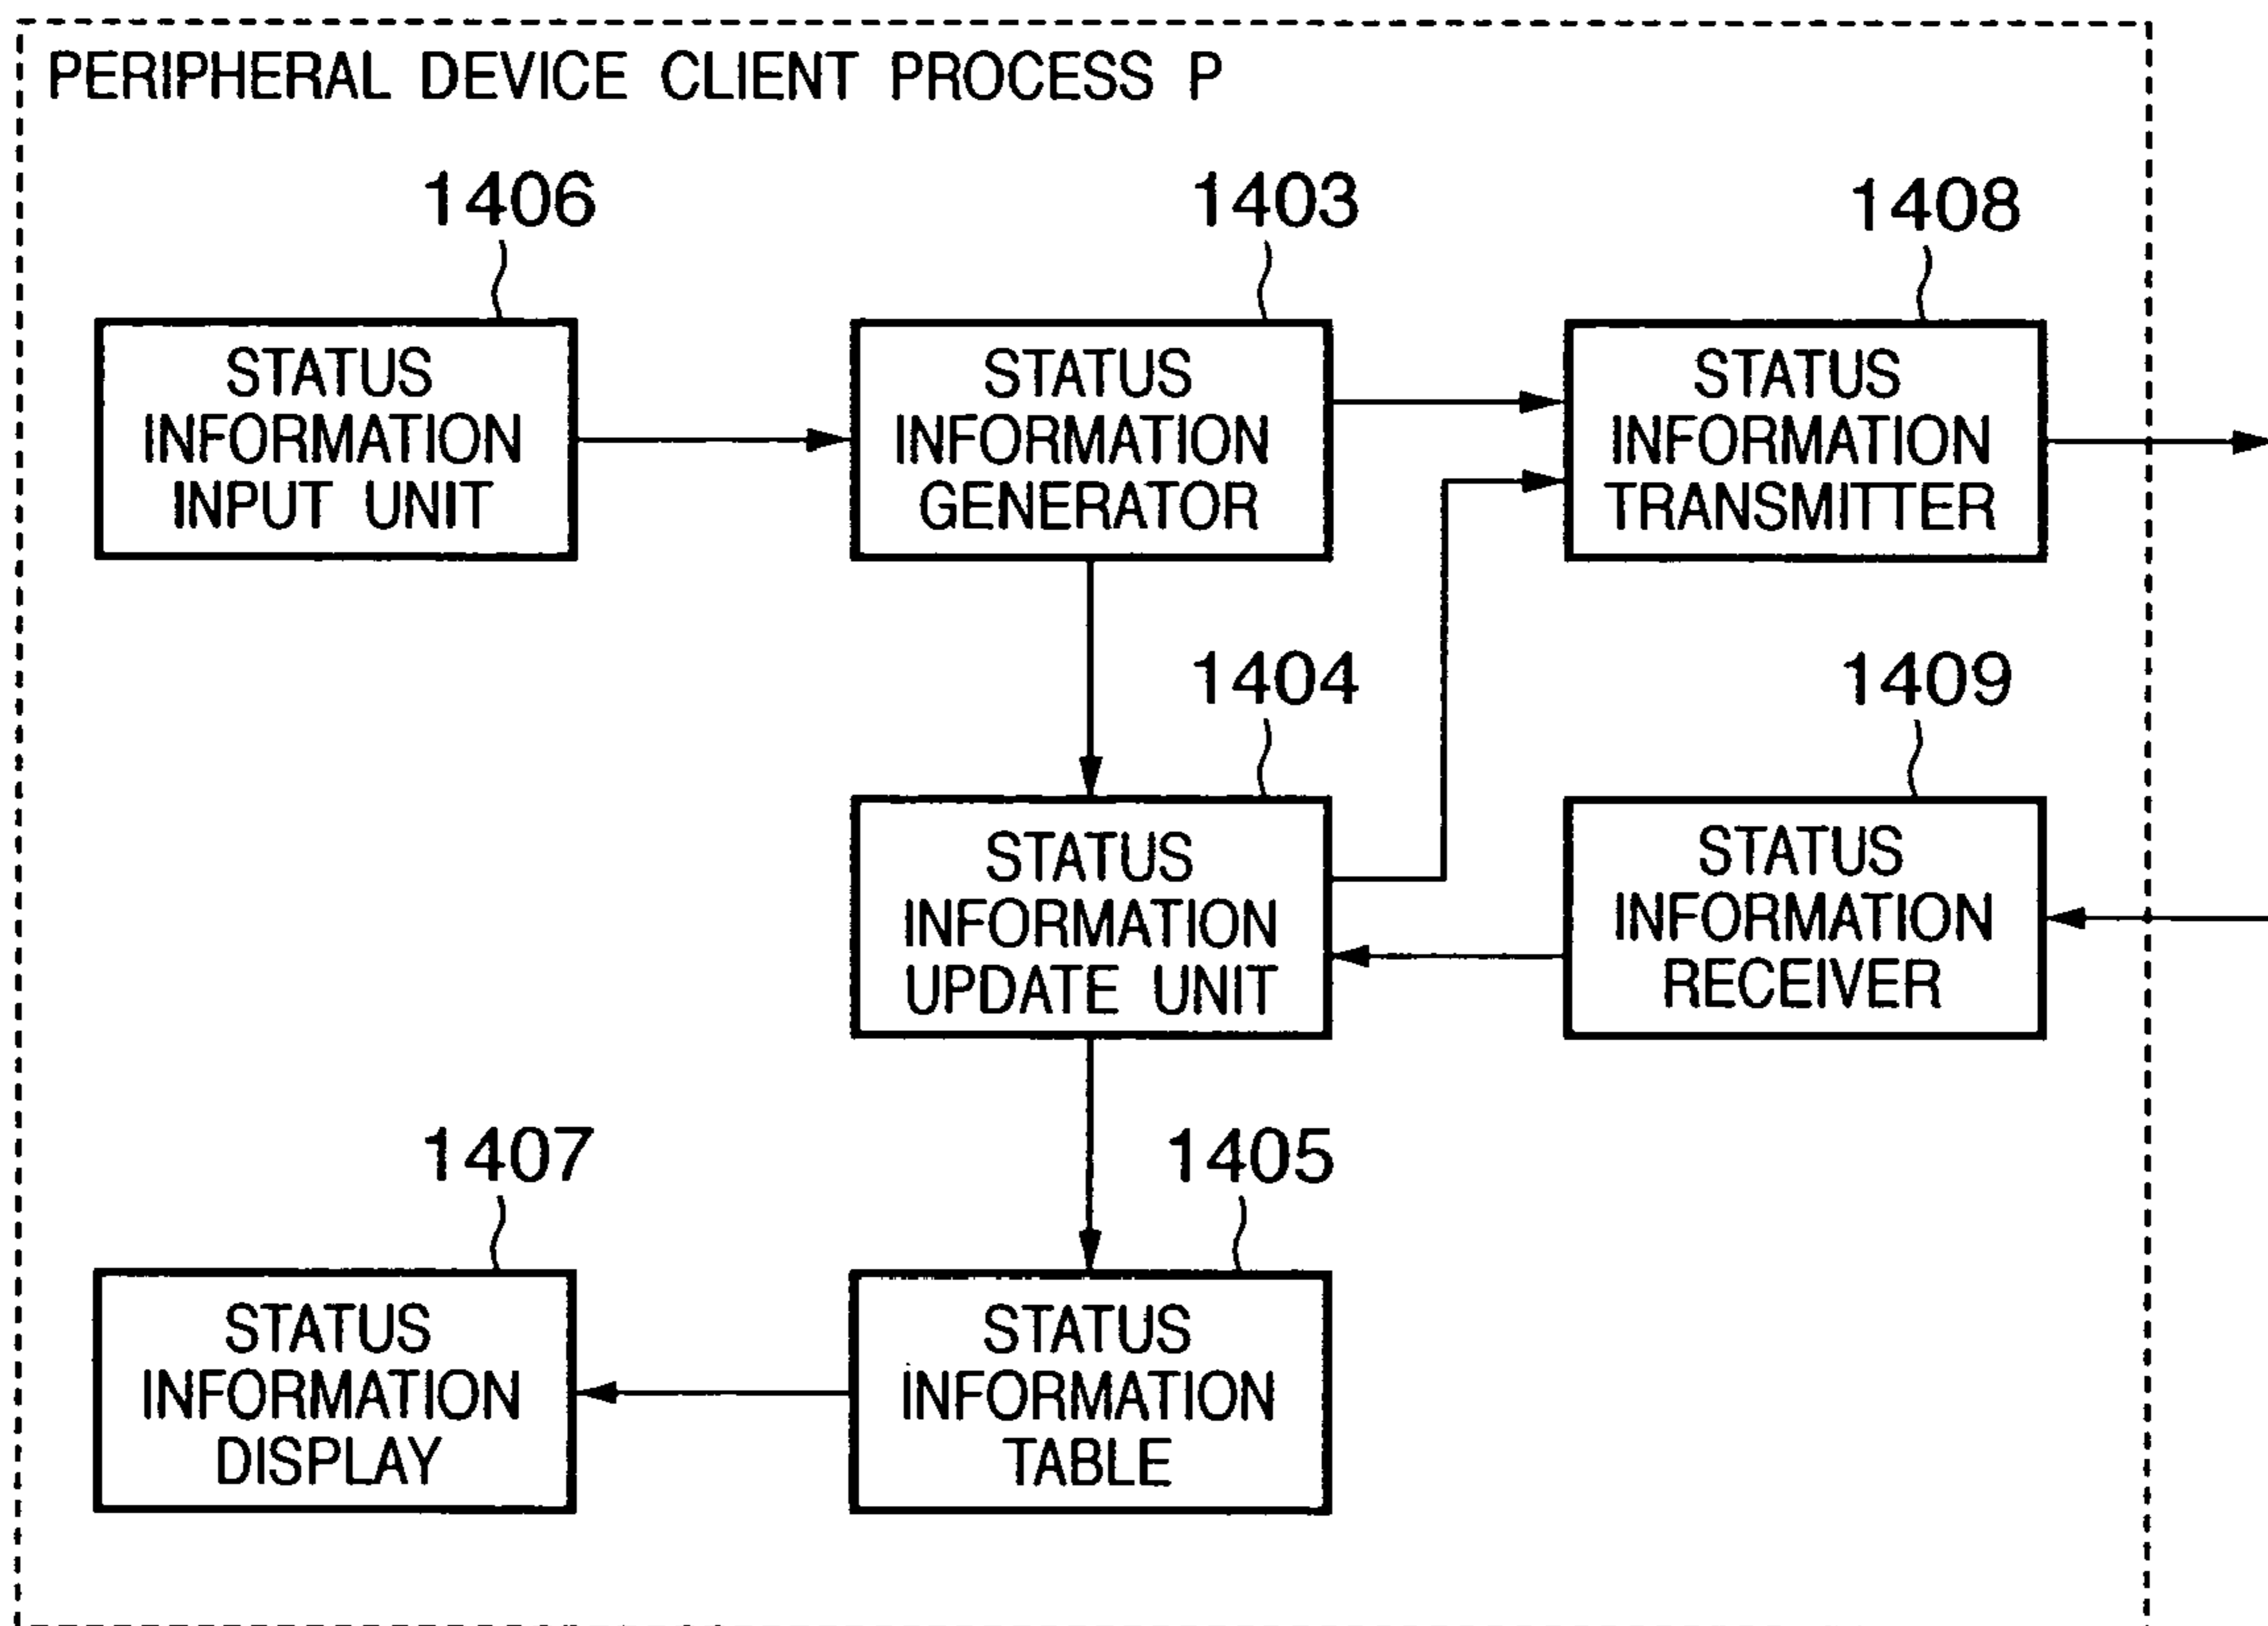 PERIPHERAL DEVICE CLIENT PROCESS P
1406
STATUS
INFORMATION
INPUT UNIT
1403
STATUS
INFORMATION
GENERATOR
1408
STATUS
INFORMATION
TRANSMITTER
1404
STATUS
INFORMATION
UPDATE UNIT
1409
STATUS
INFORMATION
RECEIVER
1407
STATUS
INFORMATION
DISPLAY
1405
STATUS
INFORMATION
TABLE